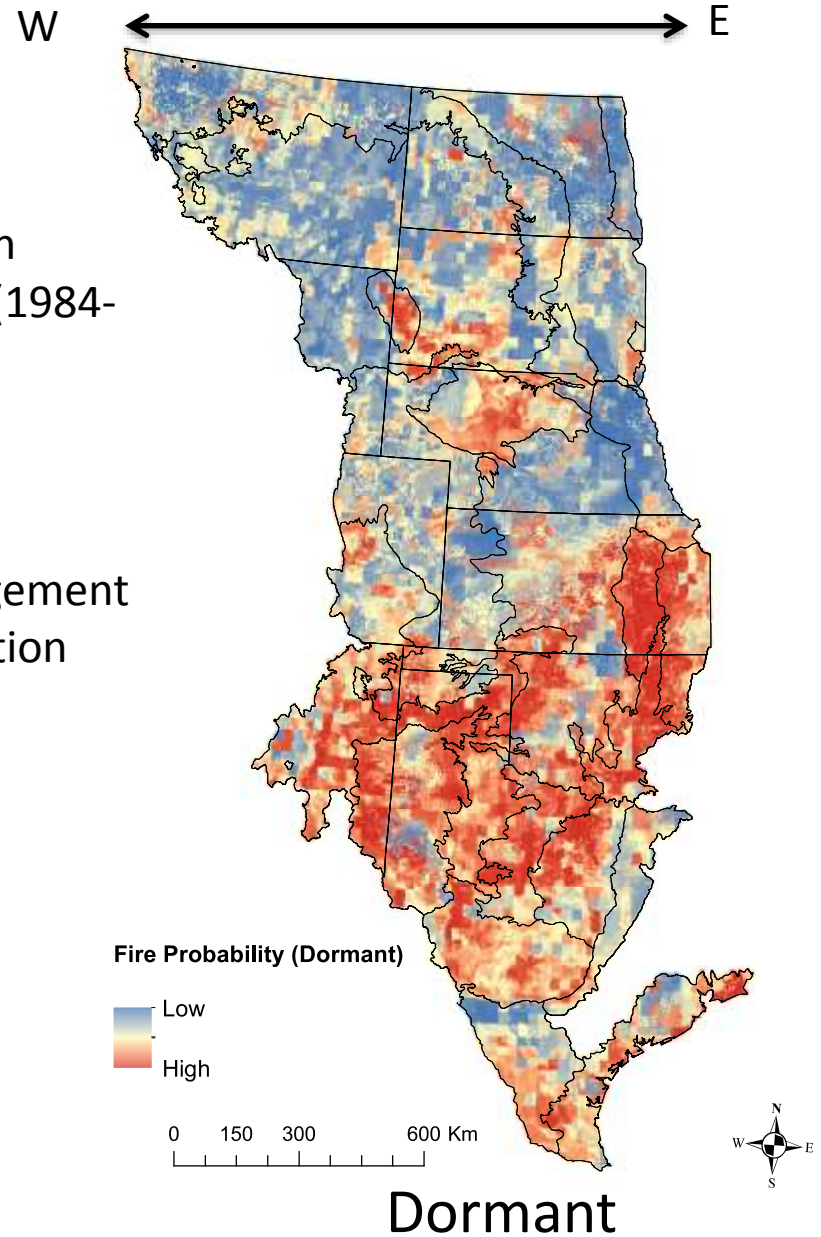 W E
n
(1984-
gement
tion
Fire Probability (Dormant)
Low
High
0 150 300 600 Km
N
W E
S
Dormant